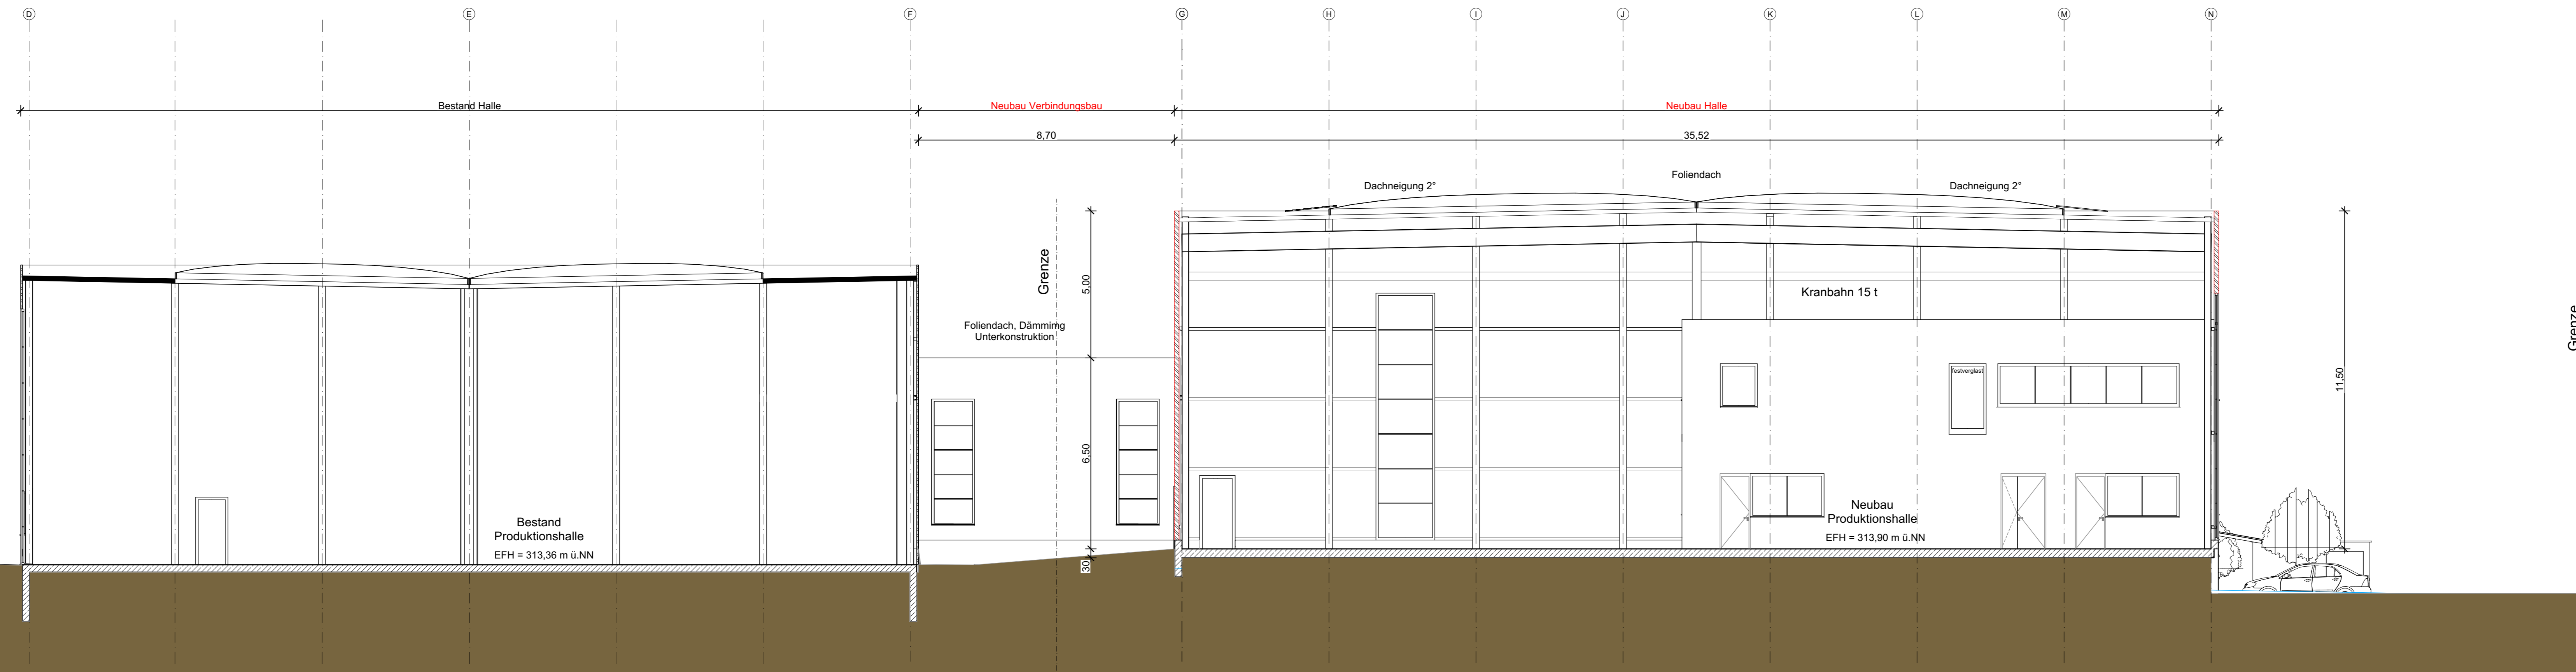 D
E
F
G
H
I
J
K
L
M
N
Bestand Halle
Neubau Verbindungsbau
Neubau Halle
8,70
35,52
Dachneigung 2°
Foliendach
Dachneigung 2°
Grenze
5,00
Foliendach, Dämmimg
Unterkonstruktion
Kranbahn 15 t
Grenze
festverglast
11,50
6,50
Bestand
Produktionshalle
EFH = 313,36 m ü.NN
Neubau
Produktionshalle
EFH = 313,90 m ü.NN
30